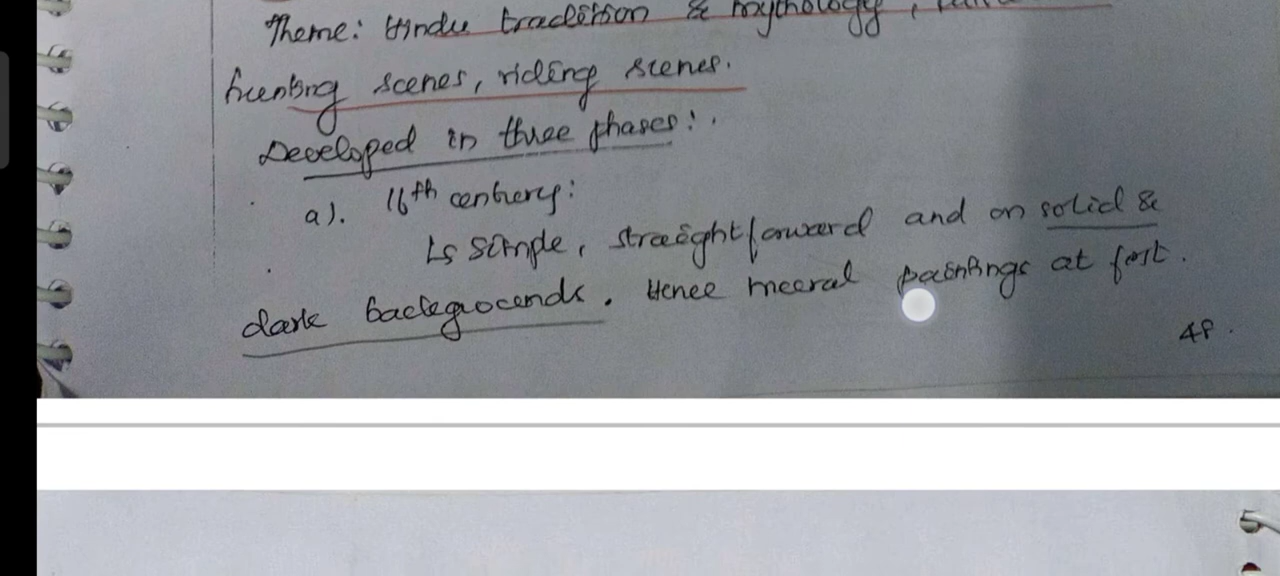 Theme: Hindu tradition & mythology,
hunting scenes, riding scenes.
Developed in three phases:.
a). 16th century:
Ls simple, straightforward and on solid &
dark backgrounds. Hence mural paintings at first.
48.